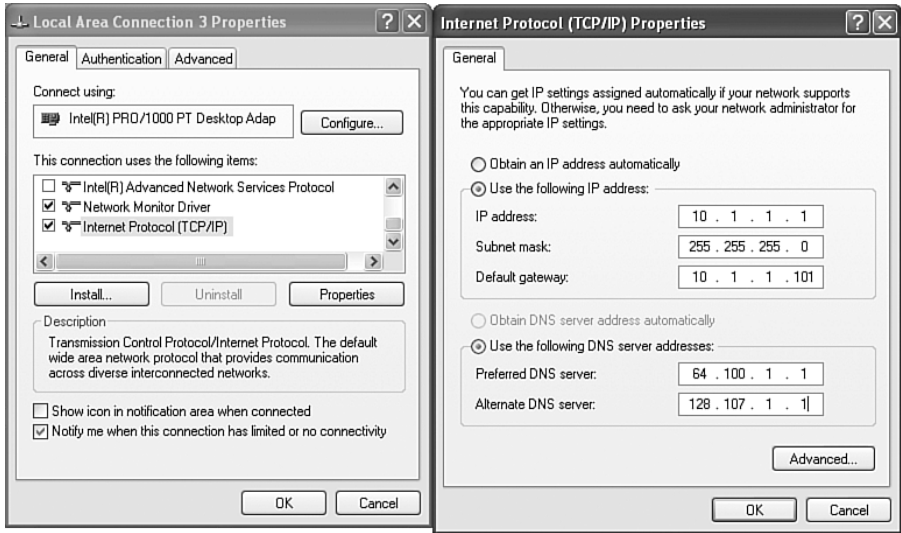 Local Area Connection 3 Properties
General
Authentication
Advanced
Connect using:
Intel(R) PRO/1000 PT Desktop Adap
Configure...
This connection uses the following items:
Intel(R) Advanced Network Services Protocol
Network Monitor Driver
Internet Protocol (TCP/IP)
Install...
Uninstall
Properties
Description
Transmission Control Protocol/Internet Protocol. The default
wide area network protocol that provides communication
across diverse interconnected networks.
Show icon in notification area when connected
Notify me when this connection has limited or no connectivity
OK
Cancel
Internet Protocol (TCP/IP) Properties
General
You can get IP settings assigned automatically if your network supports
this capability. Otherwise, you need to ask your network administrator for
the appropriate IP settings.
Obtain an IP address automatically
Use the following IP address:
IP address: 10 . 1 . 1 . 1
Subnet mask: 255 . 255 . 255 . 0
Default gateway: 10 . 1 . 1 . 101
Obtain DNS server address automatically
Use the following DNS server addresses:
Preferred DNS server: 64 . 100 . 1 . 1
Alternate DNS server: 128 . 107 . 1 . 1
Advanced...
OK
Cancel